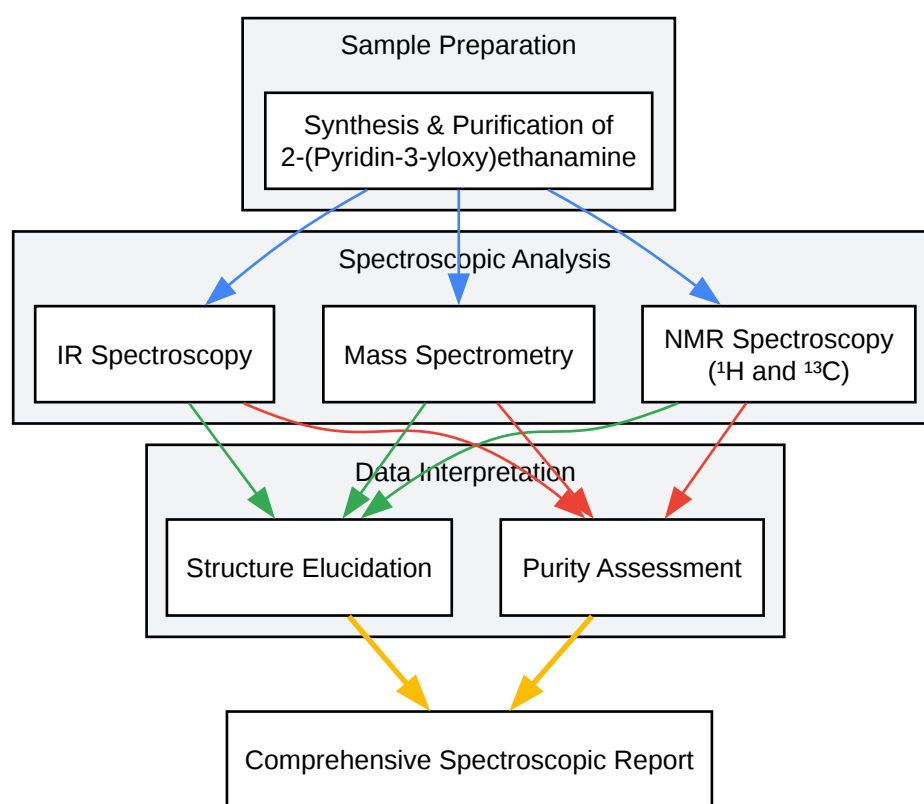 Sample Preparation
Synthesis & Purification of
2-(Pyridin-3-yloxy)ethanamine
Spectroscopic Analysis
IR Spectroscopy
Mass Spectrometry
NMR Spectroscopy
(¹H and ¹³C)
Data Interpretation
Structure Elucidation
Purity Assessment
Comprehensive Spectroscopic Report